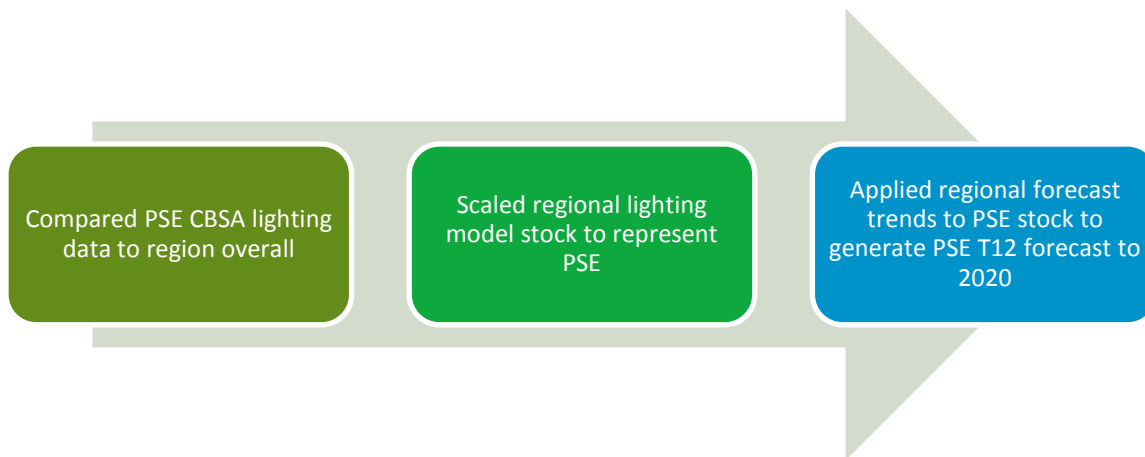 Compared PSE CBSA lighting
data to region overall
Scaled regional lighting
model stock to represent
PSE
Applied regional forecast
trends to PSE stock to
generate PSE T12 forecast to
2020